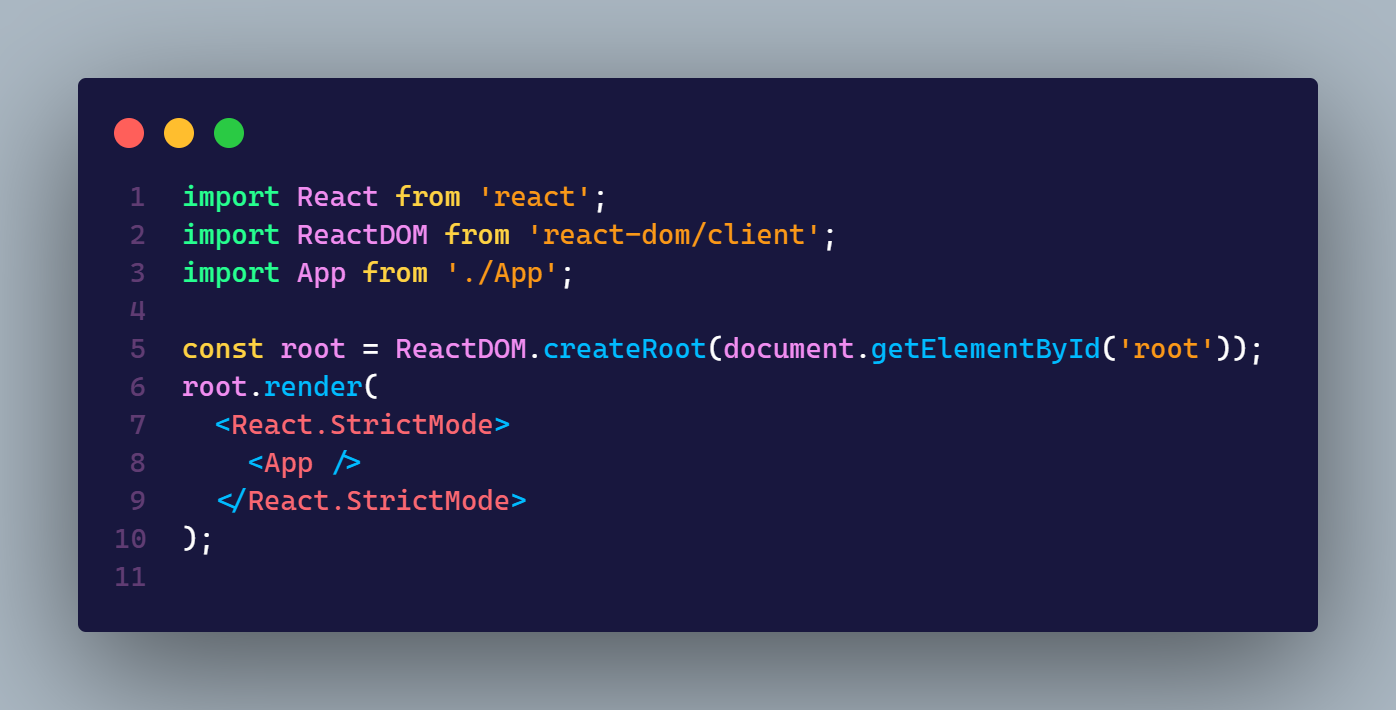 1 import React from 'react';
2 import ReactDOM from 'react-dom/client';
3 import App from './App';
4
5 const root = ReactDOM.createRoot(document.getElementById('root'));
6 root.render(
7   <React.StrictMode>
8     <App />
9   </React.StrictMode>
10 );
11